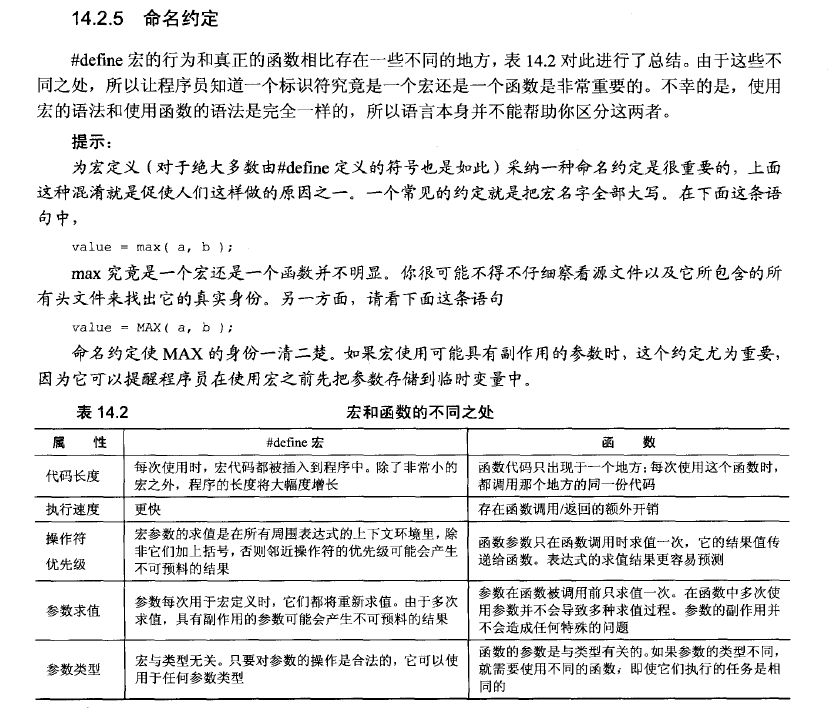 14.2.5 命名约定
#define 宏的行为和真正的函数相比存在一些不同的地方，表 14.2 对此进行了总结。由于这些不
同之处，所以让程序员知道一个标识符究竟是一个宏还是一个函数是非常重要的。不幸的是，使用
宏的语法和使用函数的语法是完全一样的，所以语言本身并不能帮助你区分这两者。
提示：
为宏定义（对于绝大多数由#define 定义的符号也是如此）采纳一种命名约定是很重要的，上面
这种混淆就是促使人们这样做的原因之一。一个常见的约定就是把宏名字全部大写。在下面这条语
句中，
value = max( a, b );
max 究竟是一个宏还是一个函数并不明显。你很可能不得不仔细察看源文件以及它所包含的所
有头文件来找出它的真实身份。另一方面，请看下面这条语句
value = MAX( a, b );
命名约定使 MAX 的身份一清二楚。如果宏使用可能具有副作用的参数时，这个约定尤为重要，
因为它可以提醒程序员在使用宏之前先把参数存储到临时变量中。
表 14.2 宏和函数的不同之处
属 性 #define 宏 函 数
代码长度
每次使用时，宏代码都被插入到程序中。除了非常小的
宏之外，程序的长度将大幅度增长
函数代码只出现于一个地方；每次使用这个函数时，
都调用那个地方的同一份代码
执行速度 更快 存在函数调用/返回的额外开销
操作符
优先级
宏参数的求值是在所有周围表达式的上下文环境里，除
非它们加上括号，否则邻近操作符的优先级可能会产生
不可预料的结果
函数参数只在函数调用时求值一次，它的结果值传
递给函数。表达式的求值结果更容易预测
参数求值
参数每次用于宏定义时，它们都将重新求值。由于多次
求值，具有副作用的参数可能会产生不可预料的结果
参数在函数被调用前只求值一次。在函数中多次使
用参数并不会导致多种求值过程。参数的副作用并
不会造成任何特殊的问题
参数类型
宏与类型无关。只要对参数的操作是合法的，它可以使
用于任何参数类型
函数的参数是与类型有关的。如果参数的类型不同，
就需要使用不同的函数，即使它们执行的任务是相
同的